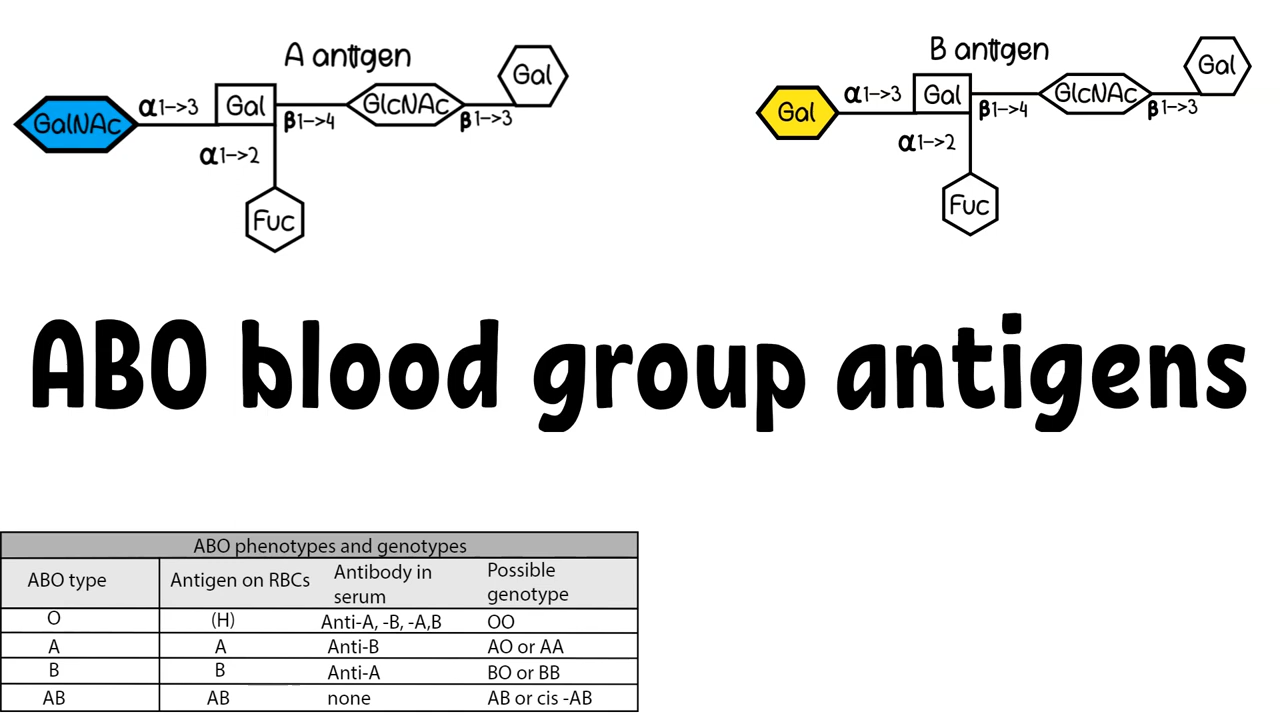 A antigen
GalNAc α1->3 Gal β1->4 GlcNAc β1->3 Gal
α1->2
Fuc
B antigen
Gal α1->3 Gal β1->4 GlcNAc β1->3 Gal
α1->2
Fuc
ABO blood group antigens
ABO phenotypes and genotypes
ABO type Antigen on RBCs Antibody in serum Possible genotype
O (H) Anti-A, -B, -A,B OO
A A Anti-B AO or AA
B B Anti-A BO or BB
AB AB none AB or cis -AB